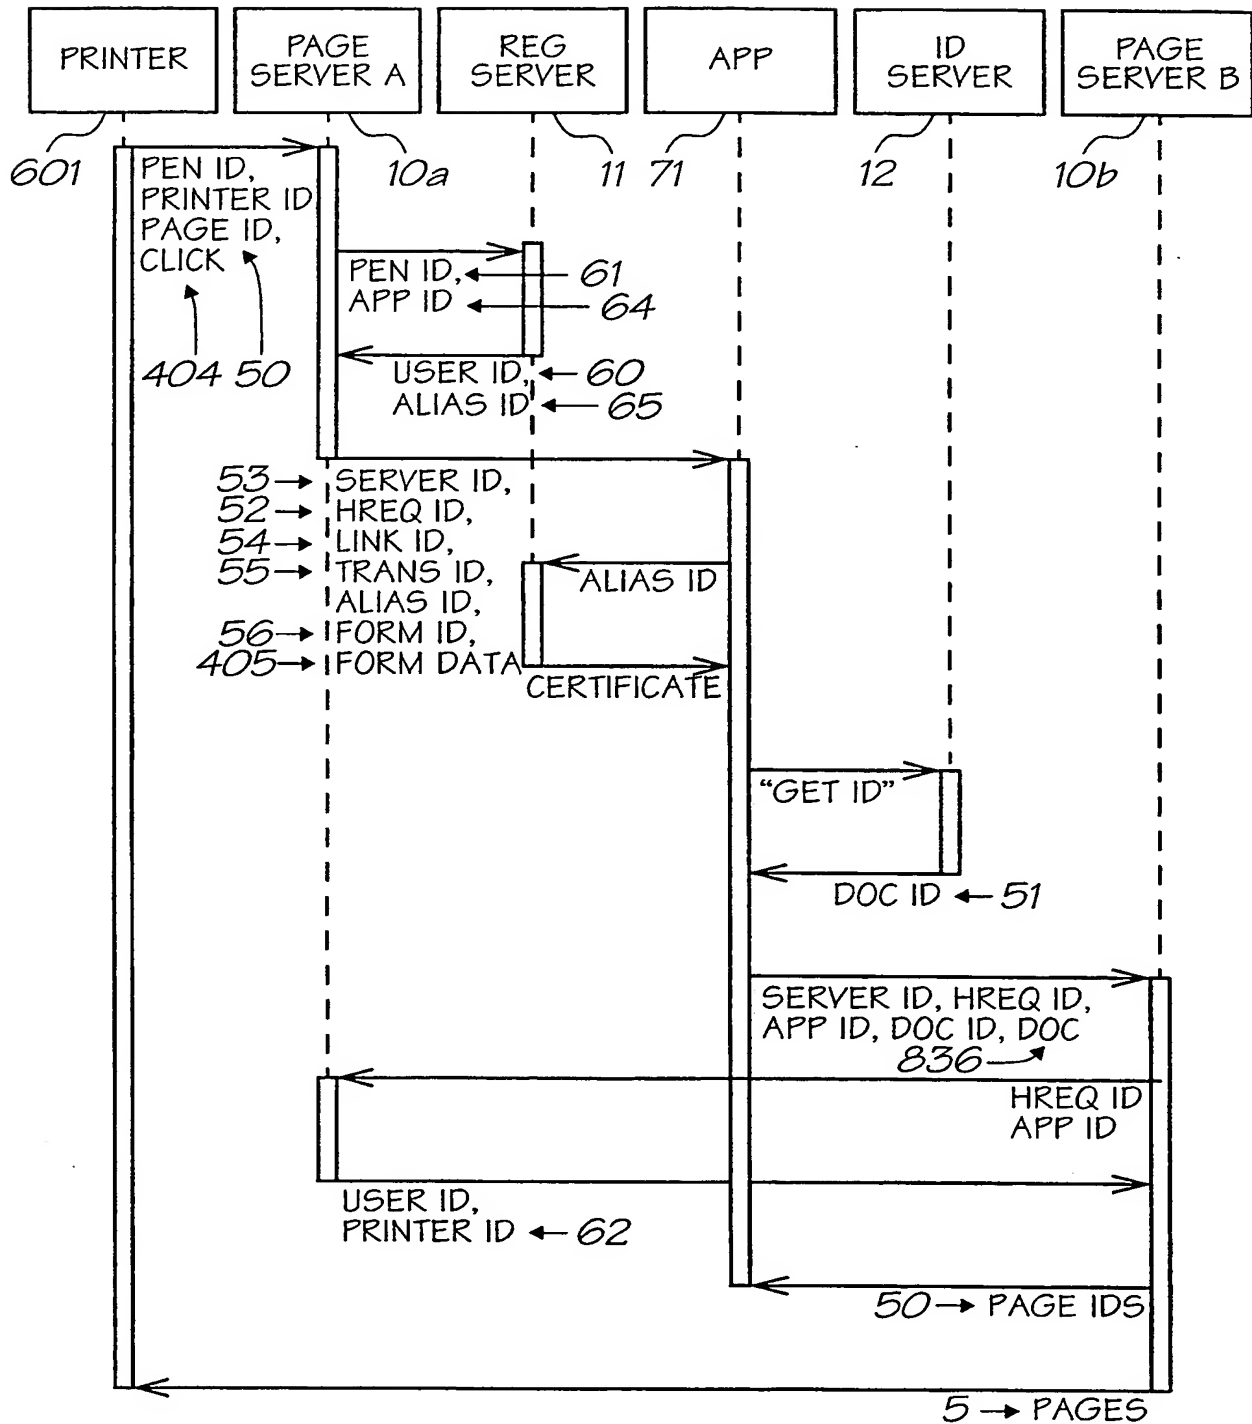 PRINTER
PAGE
SERVER A
REG
SERVER
APP
ID
SERVER
PAGE
SERVER B
601
10a
11
71
12
10b
PEN ID,
PRINTER ID
PAGE ID,
CLICK
404
50
PEN ID,
61
APP ID
64
USER ID,
60
ALIAS ID
65
53
SERVER ID,
52
HREQ ID,
54
LINK ID,
55
TRANS ID,
ALIAS ID,
56
FORM ID,
405
FORM DATA
ALIAS ID
CERTIFICATE
“GET ID”
DOC ID
51
SERVER ID, HREQ ID,
APP ID, DOC ID, DOC
836
HREQ ID
APP ID
USER ID,
PRINTER ID
62
50
PAGE IDS
5
PAGES